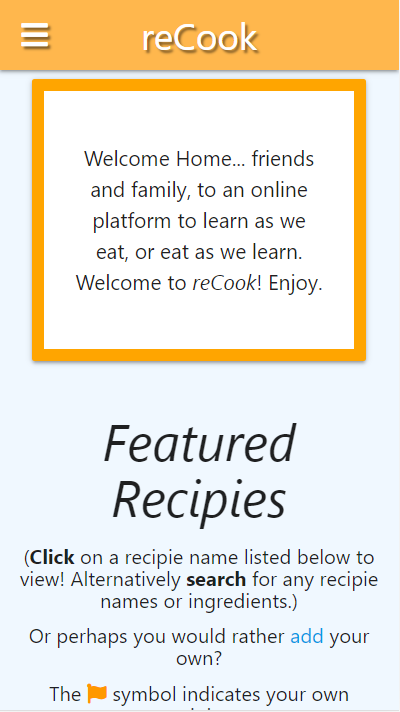 reCook
Welcome Home... friends
and family, to an online
platform to learn as we
eat, or eat as we learn.
Welcome to reCook! Enjoy.
Featured
Recipies
(Click on a recipie name listed below to
view! Alternatively search for any recipie
names or ingredients.)
Or perhaps you would rather add your
own?
The symbol indicates your own